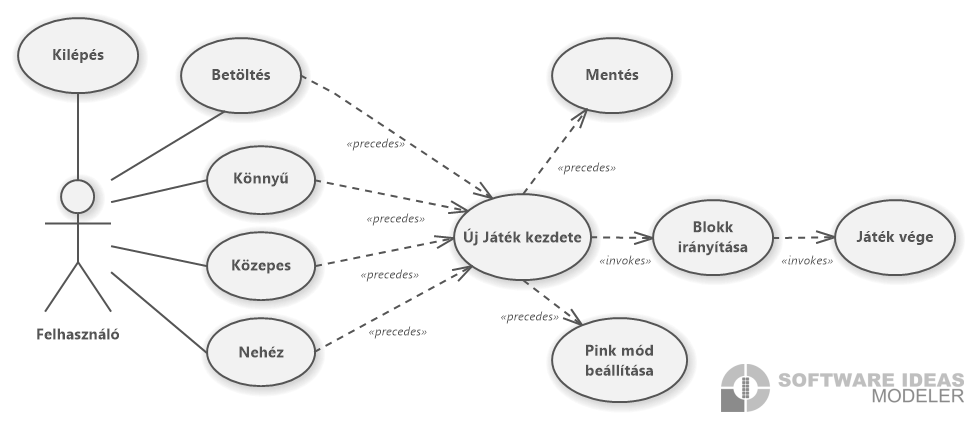 Kilépés
Betöltés
Mentés
«precedes»
«precedes»
Könnyű
«precedes»
Új Játék kezdete
Blokk
irányítása
Játék vége
«invokes»
«invokes»
Közepes
«precedes»
Felhasználó
«precedes»
«precedes»
Nehéz
Pink mód
beállítása
SOFTWARE IDEAS
MODELER